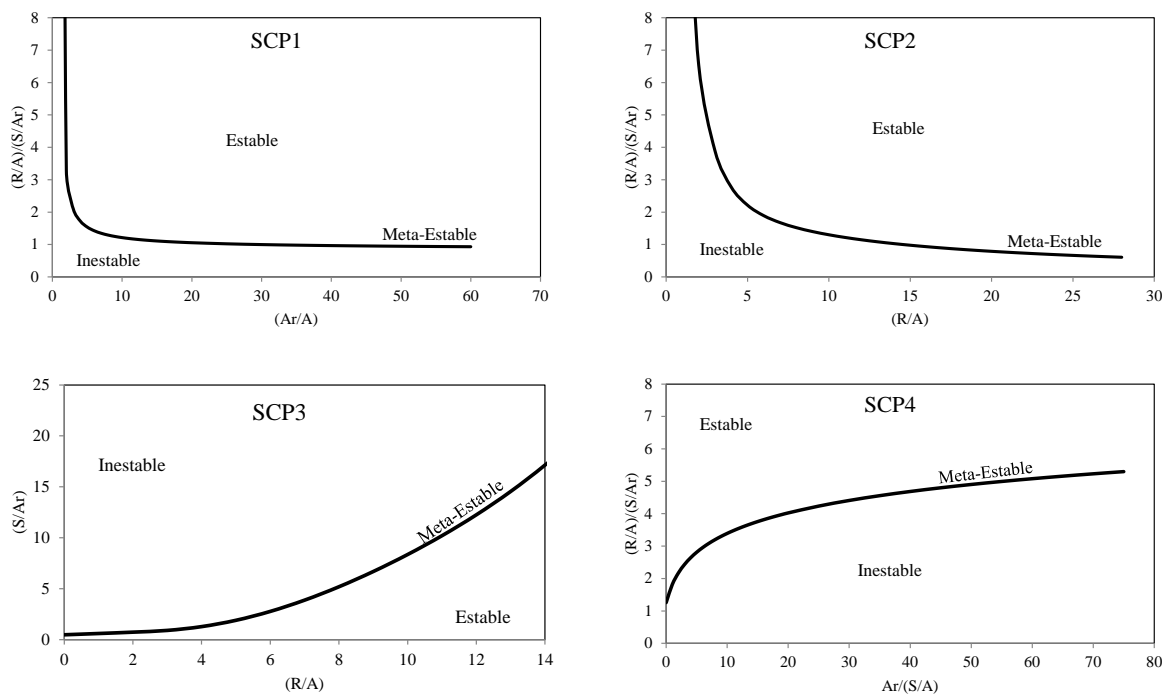 SCP1
8
7
6
5
4
3
2
1
0
(R/A)/(S/Ar)
Estable
Meta-Estable
Inestable
0 10 20 30 40 50 60 70
(Ar/A)
SCP2
8
7
6
5
4
3
2
1
0
(R/A)/(S/Ar)
Estable
Meta-Estable
Inestable
0 5 10 15 20 25 30
(R/A)
SCP3
25
20
15
10
5
0
(S/Ar)
Inestable
Meta-Estable
Estable
0 2 4 6 8 10 12 14
(R/A)
SCP4
8
7
6
5
4
3
2
1
0
(R/A)/(S/Ar)
Estable
Meta-Estable
Inestable
0 10 20 30 40 50 60 70 80
Ar/(S/A)